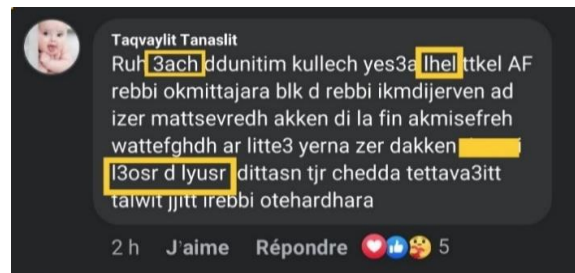 Taqvaylit Tanaslit
Ruh 3ach ddunitim kullech yes3a lhel ttkel AF
rebbi okmittajara blk d rebbi ikmdijerven ad
izer mattsevredh akken di la fin akmisefreh
wattefghdh ar litte3 yerna zer dakken
l3osr d lyusr dittasn tjr chedda tettava3itt
talwit jjitt irebbi otehardhara
2 h J'aime Répondre 5